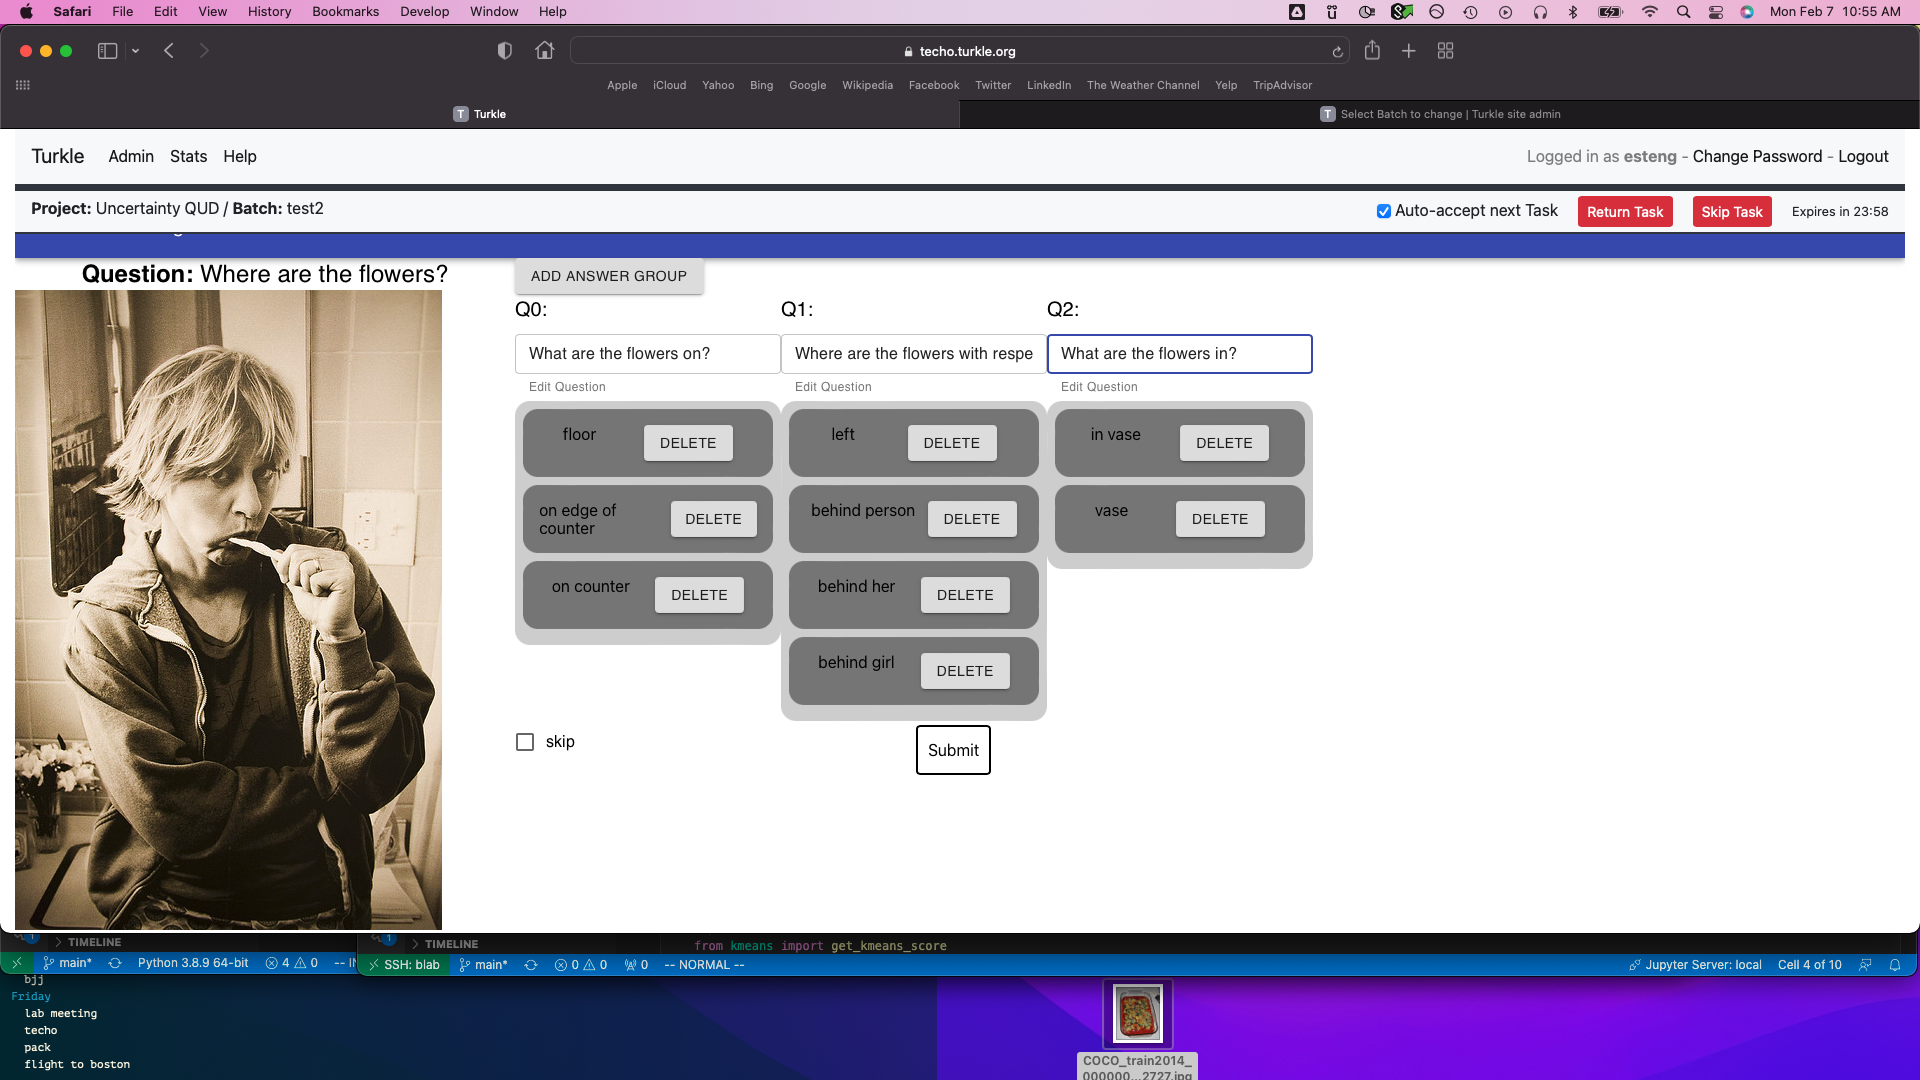 Safari File Edit View History Bookmarks Develop Window Help Mon Feb 7 10:55 AM
techo.turkle.org
Apple iCloud Yahoo Bing Google Wikipedia Facebook Twitter LinkedIn The Weather Channel Yelp TripAdvisor
T Turkle T Select Batch to change | Turkle site admin
Turkle Admin Stats Help Logged in as esteng - Change Password - Logout
Project: Uncertainty QUD / Batch: test2 Auto-accept next Task Return Task Skip Task Expires in 23:58
Question: Where are the flowers? ADD ANSWER GROUP
Q0: Q1: Q2:
What are the flowers on? Where are the flowers with respe What are the flowers in?
Edit Question Edit Question Edit Question
floor DELETE left DELETE in vase DELETE
on edge of counter DELETE behind person DELETE vase DELETE
on counter DELETE behind her DELETE
behind girl DELETE
skip Submit
1 TIMELINE 1 TIMELINE from kmeans import get_kmeans_score
main* Python 3.8.9 64-bit 4 0 -- IN SSH: blab main* 0 0 0 -- NORMAL -- Jupyter Server: local Cell 4 of 10
bjj
Friday
lab meeting
techo
pack
flight to boston
COCO_train2014_
000000...2727.jpg